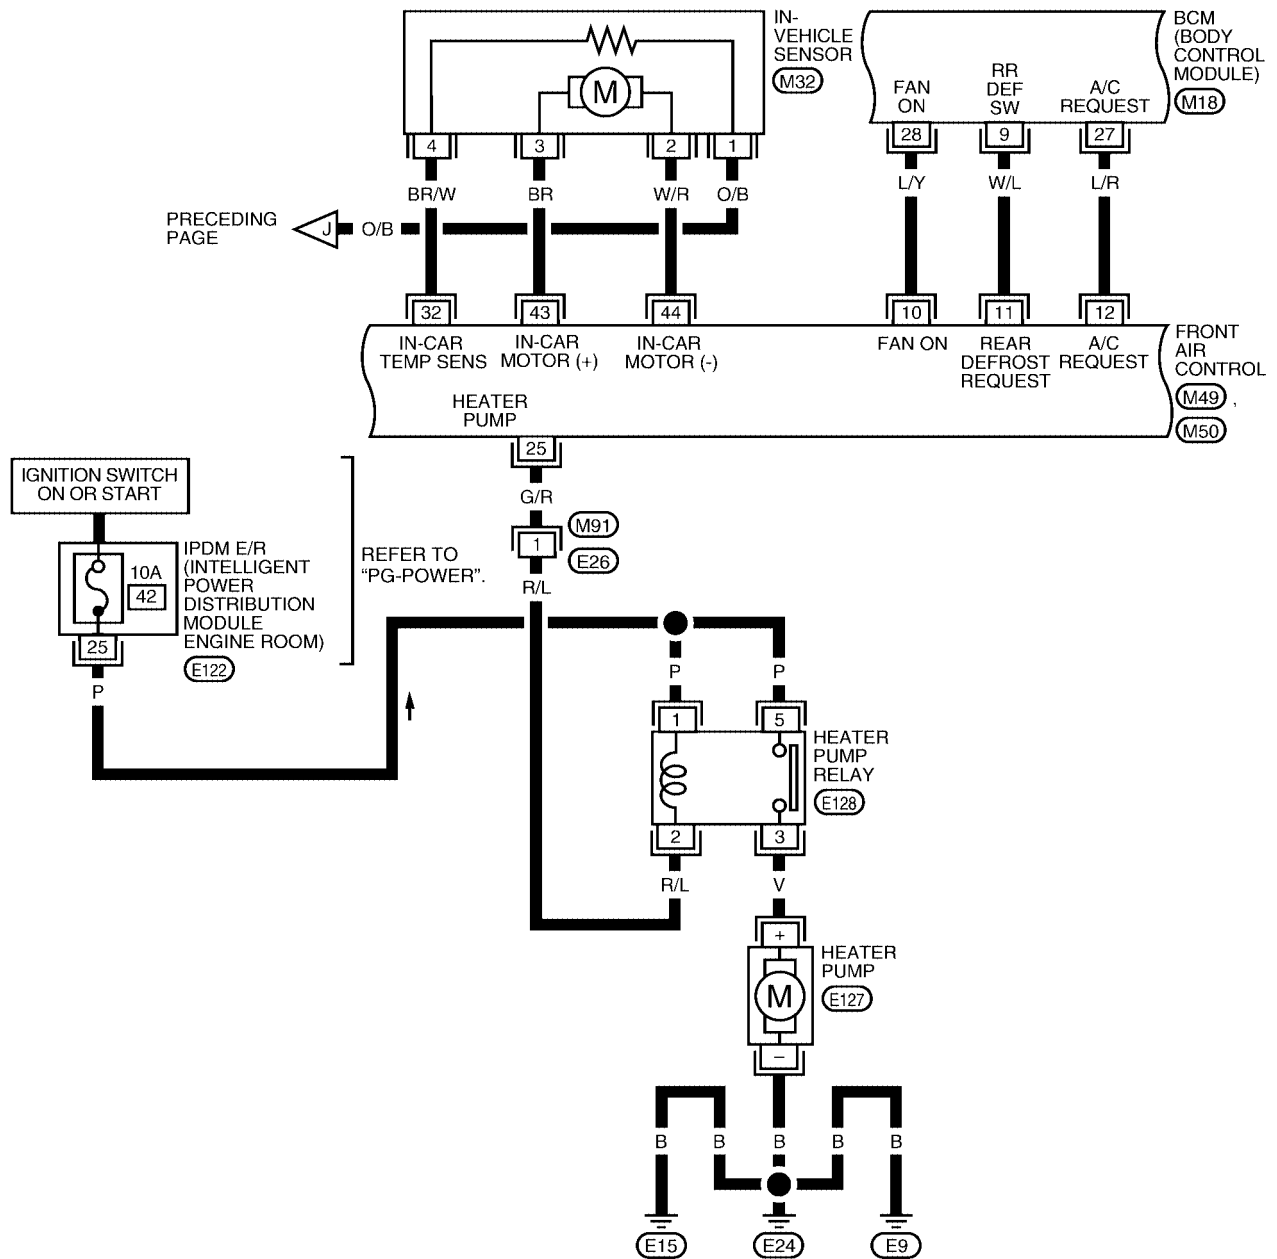 IN-
VEHICLE
SENSOR
M32
BCM
(BODY
CONTROL
MODULE)
M18
M
FAN
ON
RR
DEF
SW
A/C
REQUEST
4
3
2
1
28
9
27
BR/W
BR
W/R
O/B
L/Y
W/L
L/R
PRECEDING
PAGE
J
O/B
32
43
44
10
11
12
IN-CAR
TEMP SENS
IN-CAR
MOTOR (+)
IN-CAR
MOTOR (-)
FAN ON
REAR
DEFROST
REQUEST
A/C
REQUEST
FRONT
AIR
CONTROL
M49 ,
M50
HEATER
PUMP
25
G/R
1
M91
E26
R/L
IGNITION SWITCH
ON OR START
10A
42
IPDM E/R
(INTELLIGENT
POWER
DISTRIBUTION
MODULE
ENGINE ROOM)
E122
REFER TO
“PG-POWER”.
25
P
P
P
1
5
HEATER
PUMP
RELAY
E128
2
3
R/L
V
+
M
–
HEATER
PUMP
E127
B
B
B
B
B
E15
E24
E9